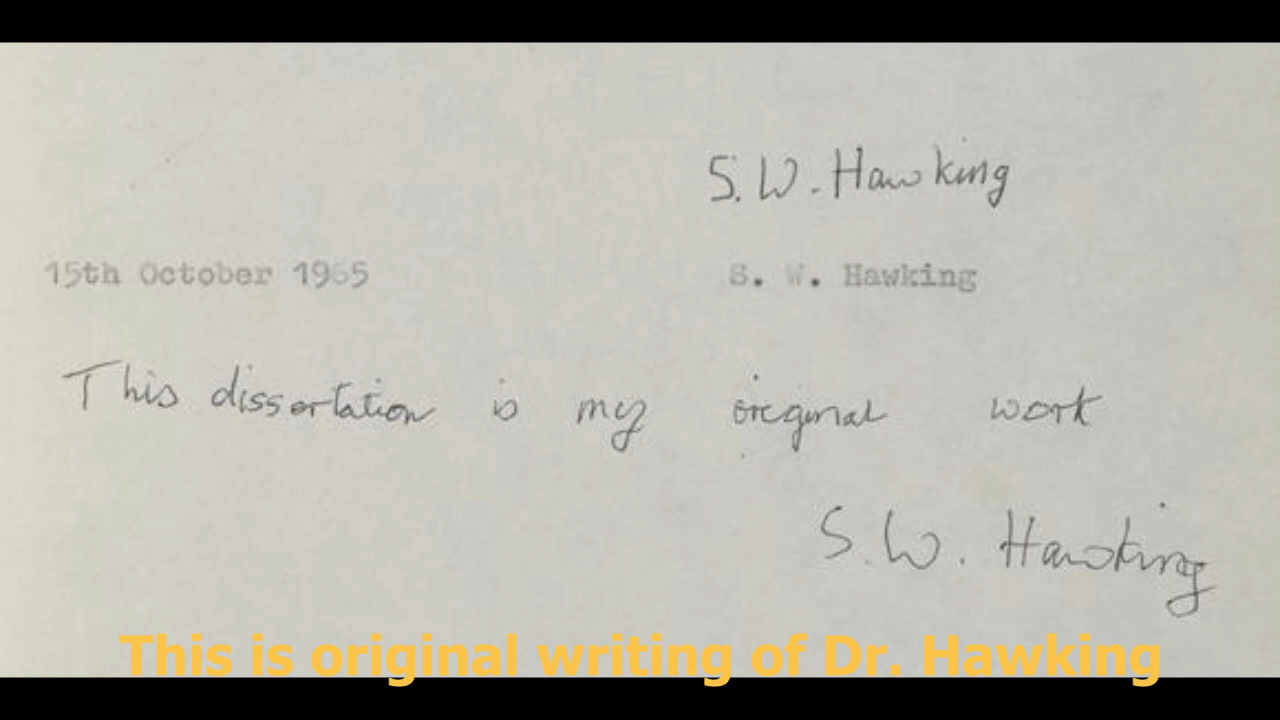 S. W. Hawking
15th October 1965 S. W. Hawking
This dissertation is my original work
S. W. Hawking
This is original writing of Dr. Hawking